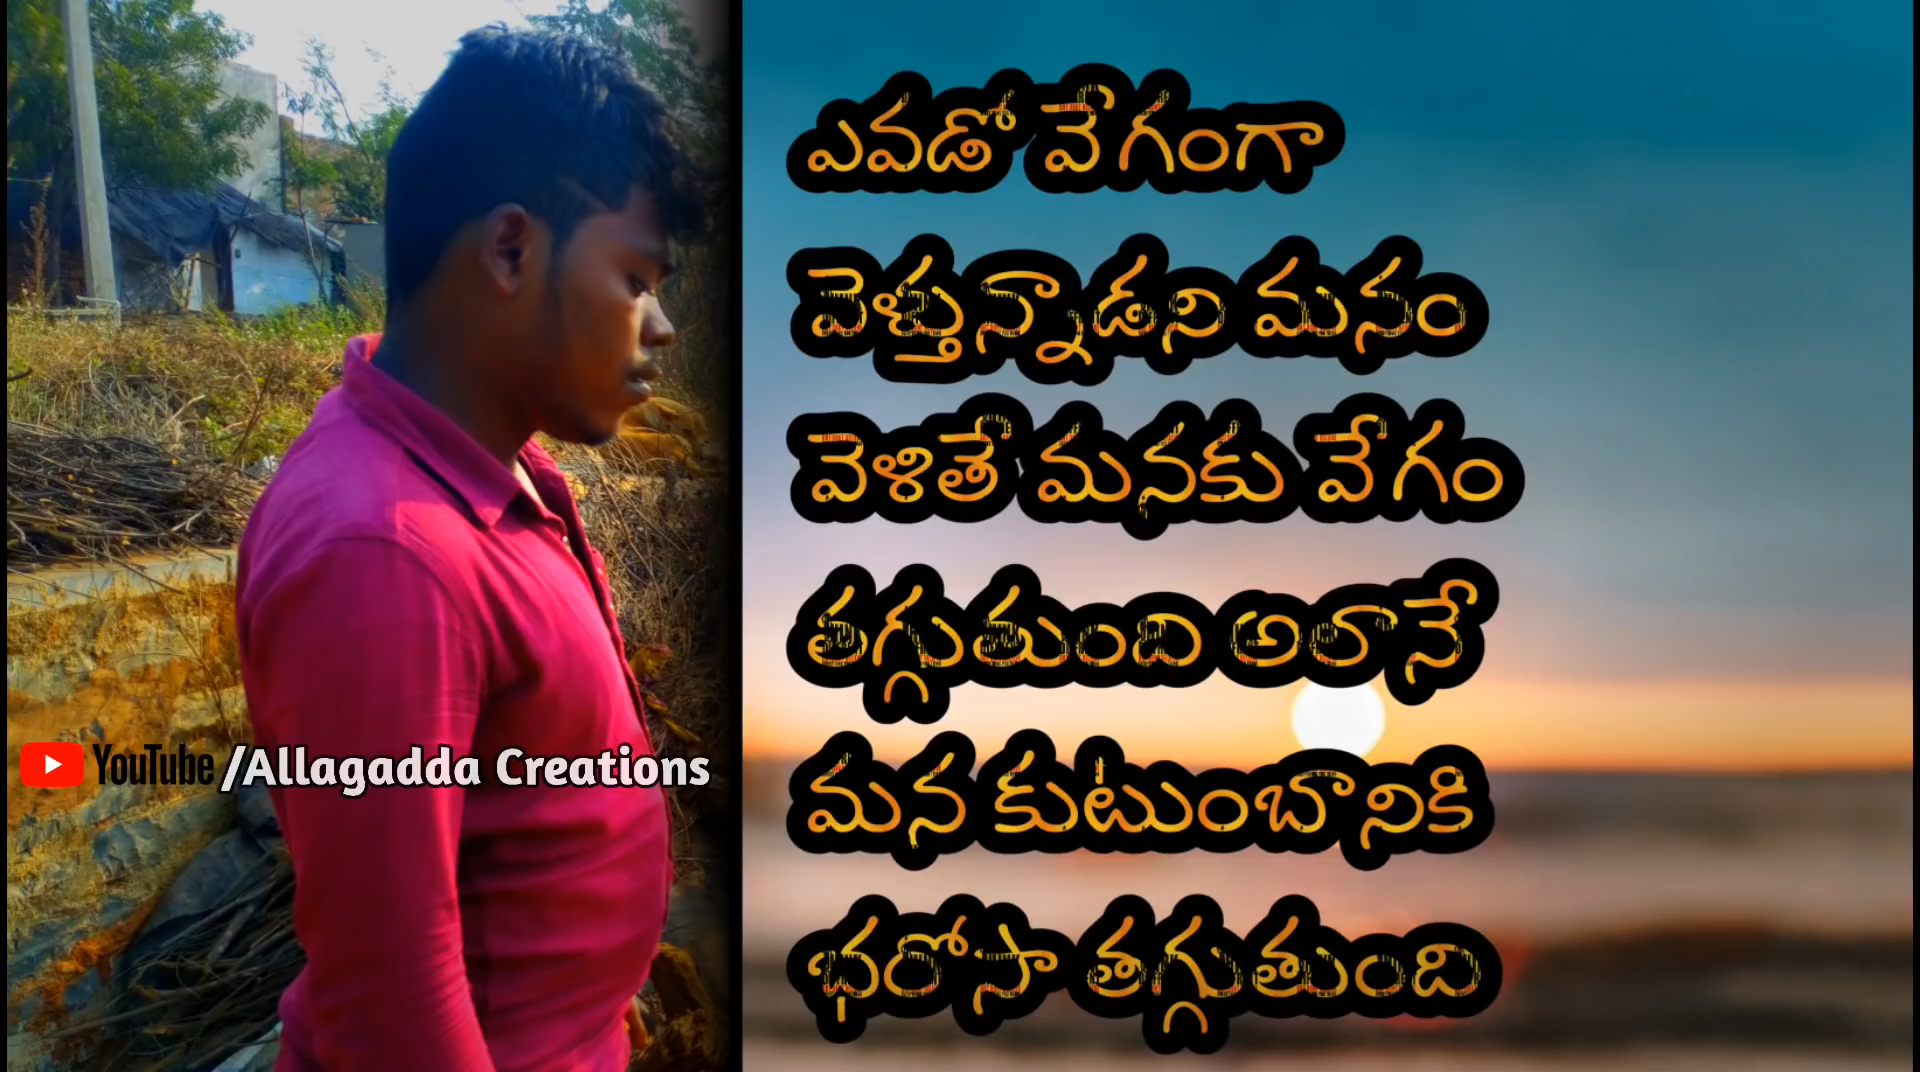 ఎవడో వేగంగా
వెళ్తున్నాడని మనం
వెళితే మనకు వేగం
తగ్గుతుంది అలానే
మన కుటుంబానికి
భరోసా తగ్గుతుంది
YouTube /Allagadda Creations